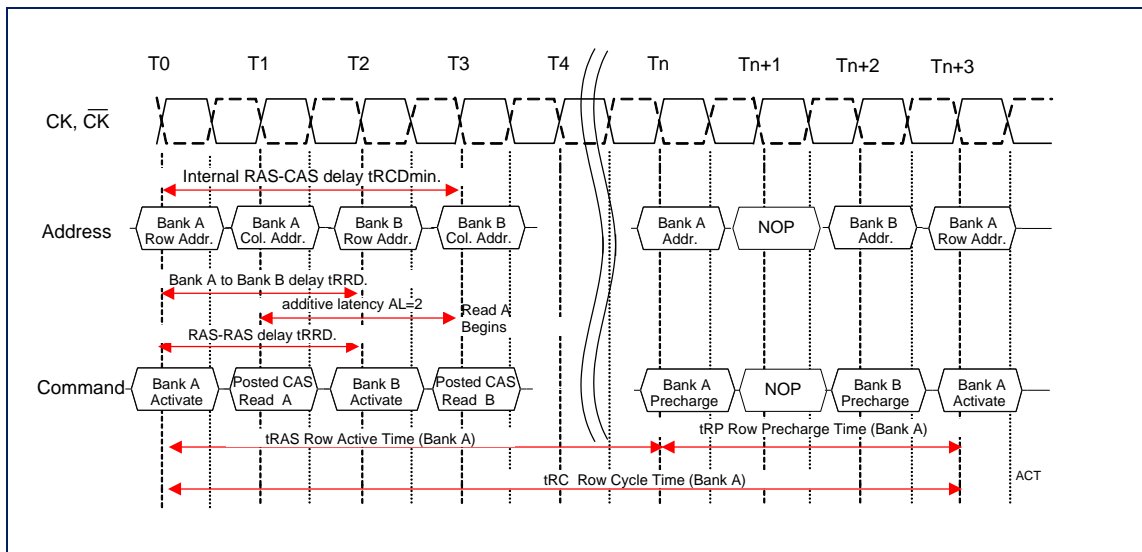 T0 T1 T2 T3 T4 Tn Tn+1 Tn+2 Tn+3
CK, C̅K̅
Internal RAS-CAS delay tRCDmin.
Address
Bank A
Row Addr.
Bank A
Col. Addr.
Bank B
Row Addr.
Bank B
Col. Addr.
Bank A
Addr.
NOP
Bank B
Addr.
Bank A
Row Addr.
Bank A to Bank B delay tRRD.
additive latency AL=2
Read A
Begins
RAS-RAS delay tRRD.
Command
Bank A
Activate
Posted CAS
Read A
Bank B
Activate
Posted CAS
Read B
Bank A
Precharge
NOP
Bank B
Precharge
Bank A
Activate
tRAS Row Active Time (Bank A)
tRP Row Precharge Time (Bank A)
tRC Row Cycle Time (Bank A)
ACT